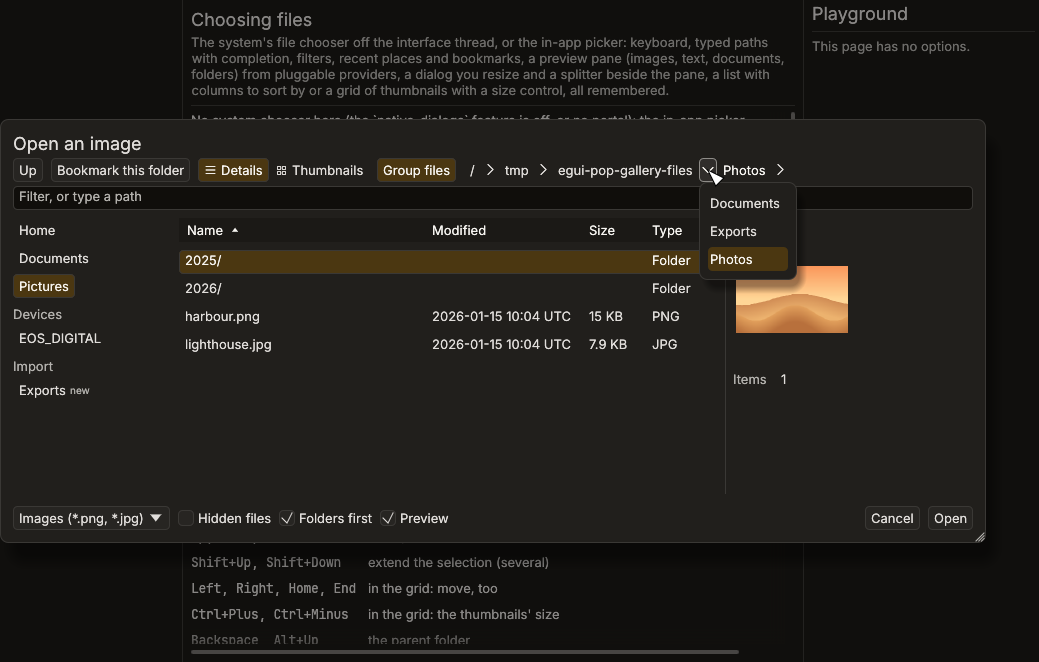 Choosing files
The system's file chooser off the interface thread, or the in-app picker: keyboard, typed paths
with completion, filters, recent places and bookmarks, a preview pane (images, text, documents,
folders) from pluggable providers, a dialog you resize and a splitter beside the pane, a list with
columns to sort by or a grid of thumbnails with a size control, all remembered.
Playground
This page has no options.
Open an image
Up Bookmark this folder Details Thumbnails Group files / > tmp > egui-pop-gallery-files Photos >
Filter, or type a path
Documents
Exports
Photos
Home
Documents
Pictures
Devices
EOS_DIGITAL
Import
Exports new
Name Modified Size Type
2025/ Folder
2026/ Folder
harbour.png 2026-01-15 10:04 UTC 15 KB PNG
lighthouse.jpg 2026-01-15 10:04 UTC 7.9 KB JPG
Items 1
Images (*.png, *.jpg) Hidden files Folders first Preview Cancel Open
Shift+Up, Shift+Down extend the selection (several)
Left, Right, Home, End in the grid: move, too
Ctrl+Plus, Ctrl+Minus in the grid: the thumbnails' size
Backspace Alt+Up the parent folder